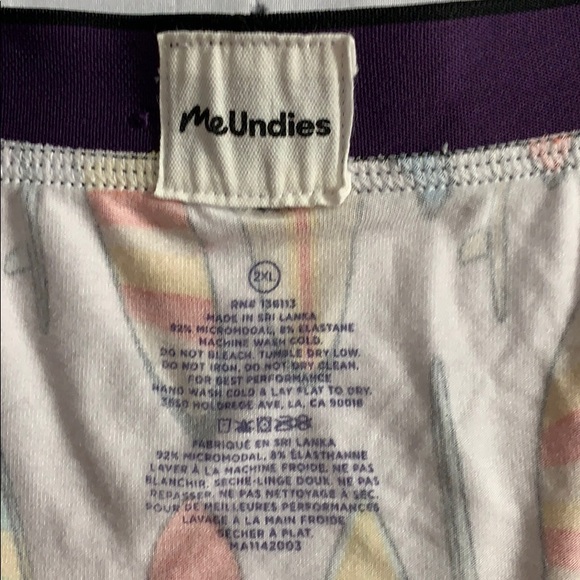 MeUndies
2XL
RN# 136113
MADE IN SRI LANKA
92% MICROMODAL, 8% ELASTANE
MACHINE WASH COLD.
DO NOT BLEACH. TUMBLE DRY LOW.
DO NOT IRON, DO NOT DRY CLEAN.
FOR BEST PERFORMANCE
HAND WASH COLD & LAY FLAT TO DRY.
3650 HOLDREGE AVE, LA, CA 90016
FABRIQUÉ EN SRI LANKA
92% MICROMODAL, 8% ÉLASTHANNE
LAVER À LA MACHINE FROIDE. NE PAS
BLANCHIR. SÈCHE-LINGE DOUX. NE PAS
REPASSER. NE PAS NETTOYAGE À SEC.
POUR DE MEILLEURES PERFORMANCES
LAVAGE À LA MAIN FROIDE
SÉCHER À PLAT.
MA1142003